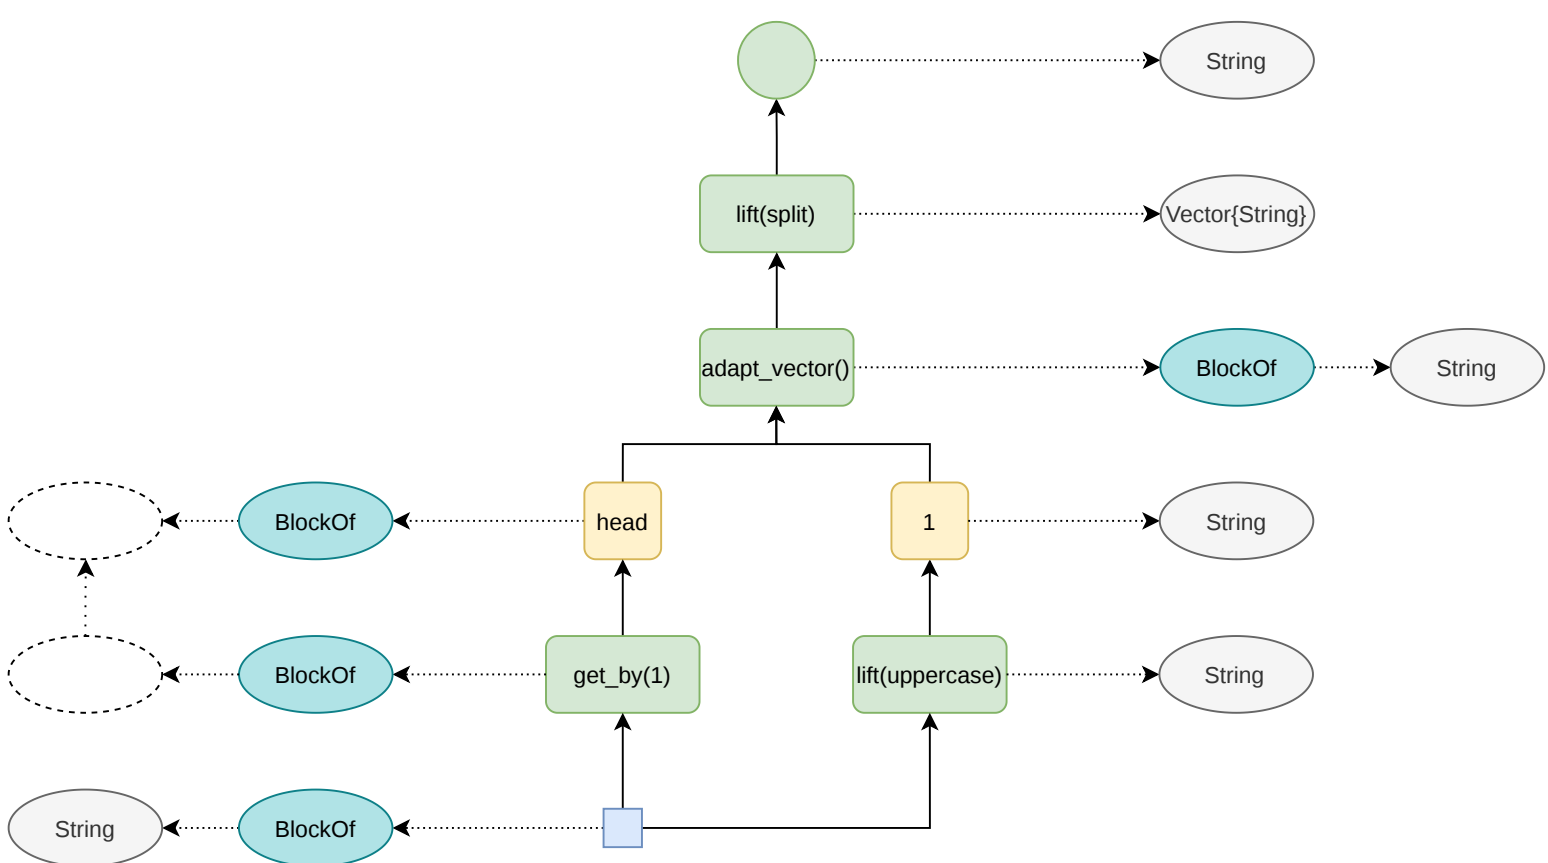 String
lift(split)
Vector{String}
adapt_vector()
BlockOf
String
BlockOf
head
1
String
BlockOf
get_by(1)
lift(uppercase)
String
String
BlockOf